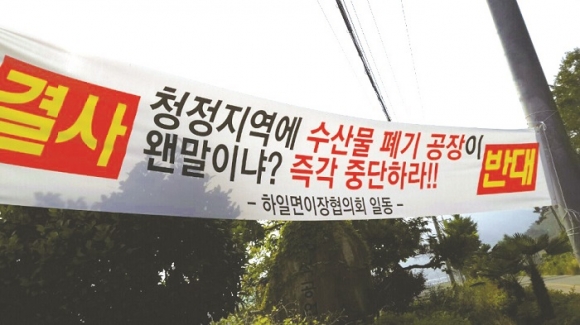 결사
청정지역에 수산물 폐기 공장이
왠말이냐? 즉각 중단하라!!
- 하일면이장협의회 일동 -
반대